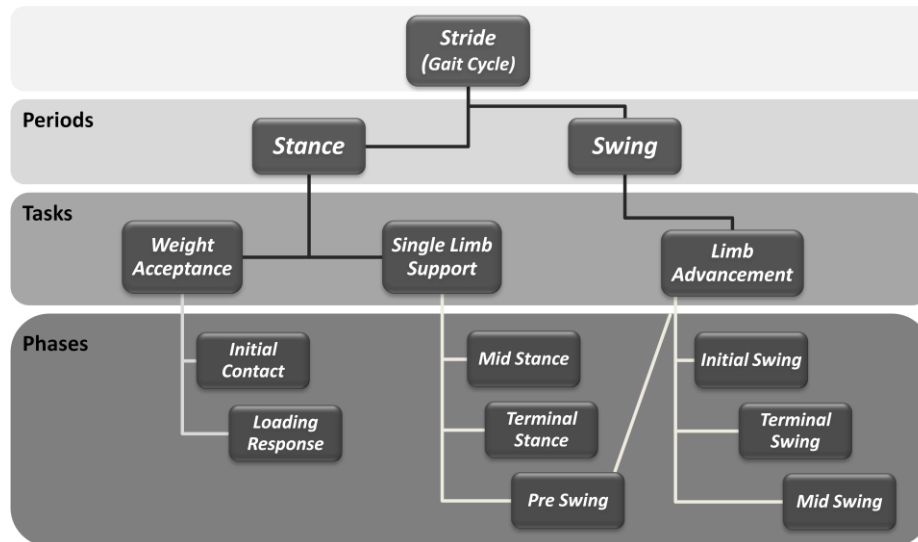 Stride
(Gait Cycle)
Periods
Stance
Swing
Tasks
Weight
Acceptance
Single Limb
Support
Limb
Advancement
Phases
Initial
Contact
Mid Stance
Initial Swing
Loading
Response
Terminal
Stance
Terminal
Swing
Pre Swing
Mid Swing